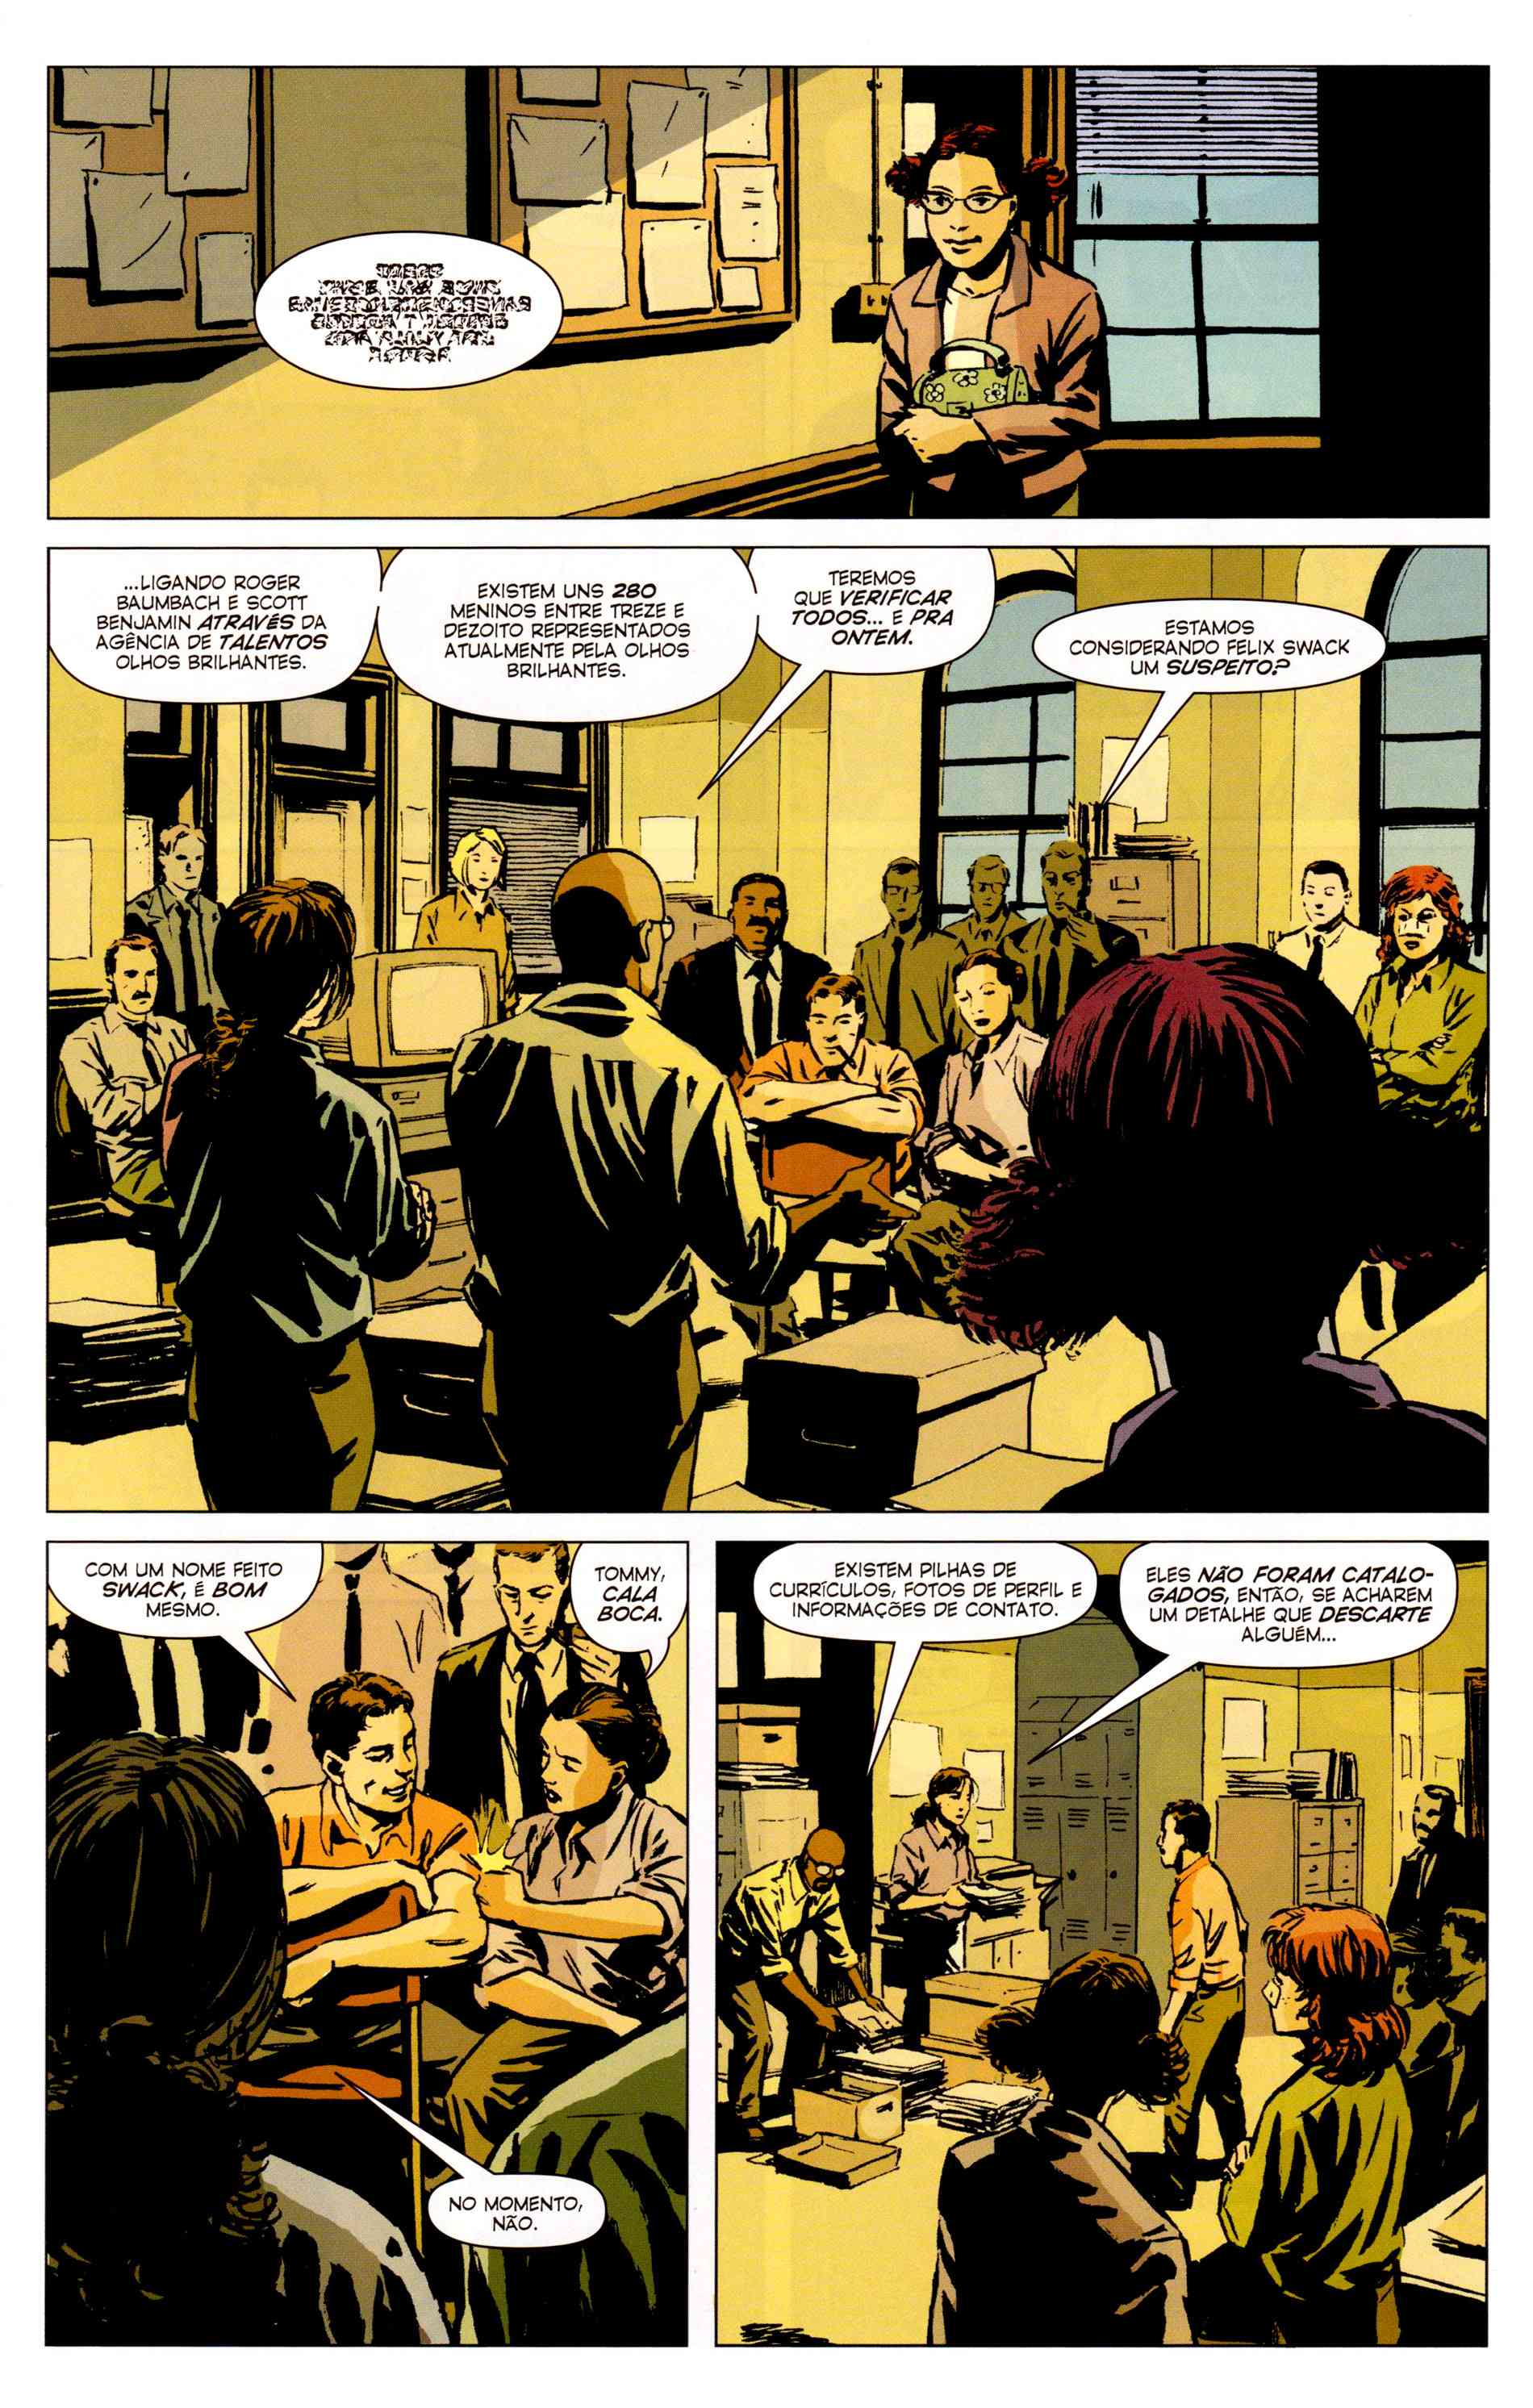 ...LIGANDO ROGER
BAUMBACH E SCOTT
BENJAMIN ATRAVÉS DA
AGÊNCIA DE TALENTOS
OLHOS BRILHANTES.
EXISTEM UNS 280
MENINOS ENTRE TREZE E
DEZOITO REPRESENTADOS
ATUALMENTE PELA OLHOS
BRILHANTES.
TEREMOS
QUE VERIFICAR
TODOS... E PRA
ONTEM.
ESTAMOS
CONSIDERANDO FELIX SWACK
UM SUSPEITO?
COM UM NOME FEITO
SWACK, É BOM
MESMO.
TOMMY,
CALA
BOCA.
NO MOMENTO,
NÃO.
EXISTEM PILHAS DE
CURRÍCULOS, FOTOS DE PERFIL E
INFORMAÇÕES DE CONTATO.
ELES NÃO FORAM CATALO-
GADOS, ENTÃO, SE ACHAREM
UM DETALHE QUE DESCARTE
ALGUÉM...